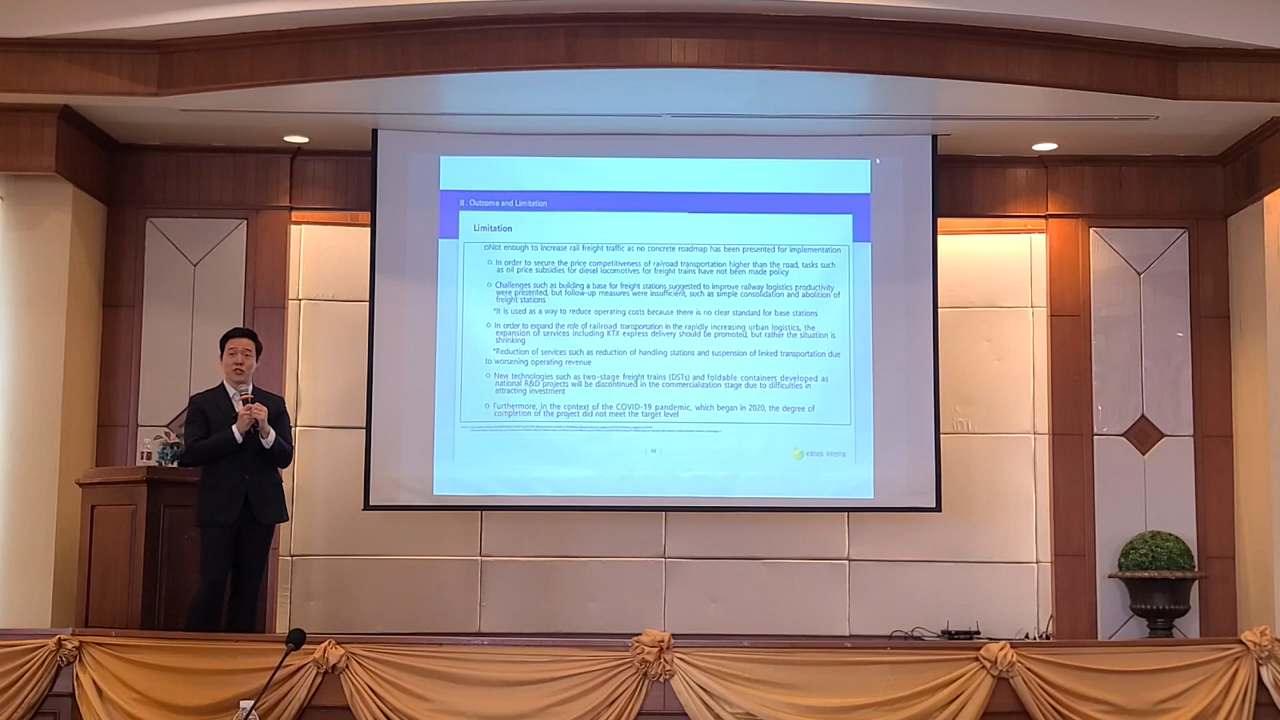 Ⅱ. Outcome and Limitation
Limitation
□Not enough to increase rail freight traffic as no concrete roadmap has been presented for implementation
○ In order to secure the price competitiveness of railroad transportation higher than the road, tasks such
as oil price subsidies for diesel locomotives for freight trains have not been made policy
○ Challenges such as building a base for freight stations suggested to improve railway logistics productivity
were presented, but follow-up measures were insufficient, such as simple consolidation and abolition of
freight stations
*It is used as a way to reduce operating costs because there is no clear standard for base stations
○ In order to expand the role of railroad transportation in the rapidly increasing urban logistics, the
expansion of services including KTX express delivery should be promoted, but rather the situation is
shrinking
*Reduction of services such as reduction of handling stations and suspension of linked transportation due
to worsening operating revenue
○ New technologies such as two-stage freight trains (DSTs) and foldable containers developed as
national R&D projects will be discontinued in the commercialization stage due to difficulties in
attracting investment
○ Furthermore, in the context of the COVID-19 pandemic, which began in 2020, the degree of
completion of the project did not meet the target level